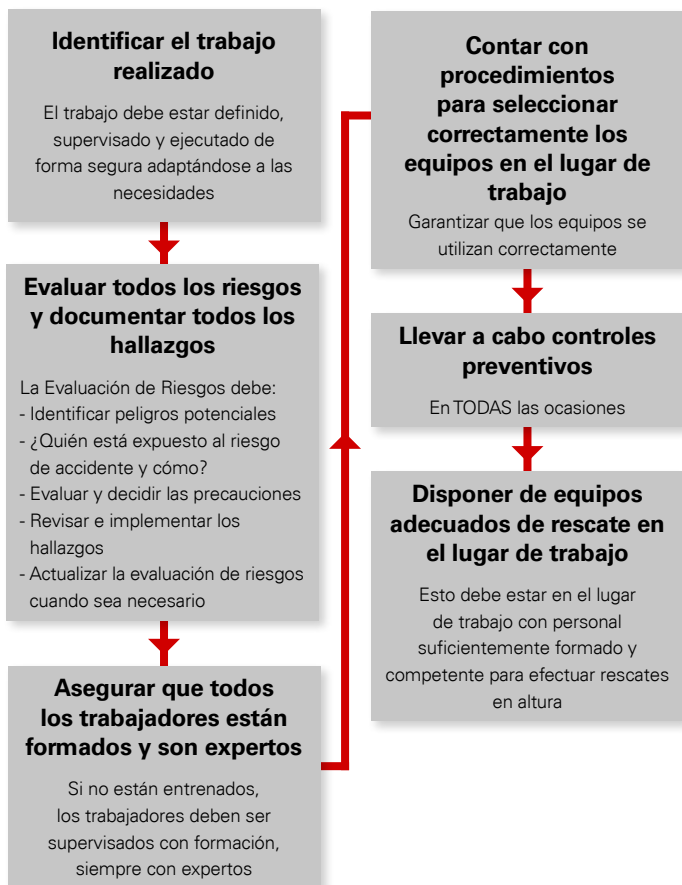 Identificar el trabajo
realizado
El trabajo debe estar definido,
supervisado y ejecutado de
forma segura adaptándose a las
necesidades
Evaluar todos los riesgos
y documentar todos los
hallazgos
La Evaluación de Riesgos debe:
- Identificar peligros potenciales
- ¿Quién está expuesto al riesgo
de accidente y cómo?
- Evaluar y decidir las precauciones
- Revisar e implementar los
hallazgos
- Actualizar la evaluación de riesgos
cuando sea necesario
Asegurar que todos
los trabajadores están
formados y son expertos
Si no están entrenados,
los trabajadores deben ser
supervisados con formación,
siempre con expertos
Contar con
procedimientos
para seleccionar
correctamente los
equipos en el lugar de
trabajo
Garantizar que los equipos se
utilizan correctamente
Llevar a cabo controles
preventivos
En TODAS las ocasiones
Disponer de equipos
adecuados de rescate en
el lugar de trabajo
Esto debe estar en el lugar
de trabajo con personal
suficientemente formado y
competente para efectuar rescates
en altura